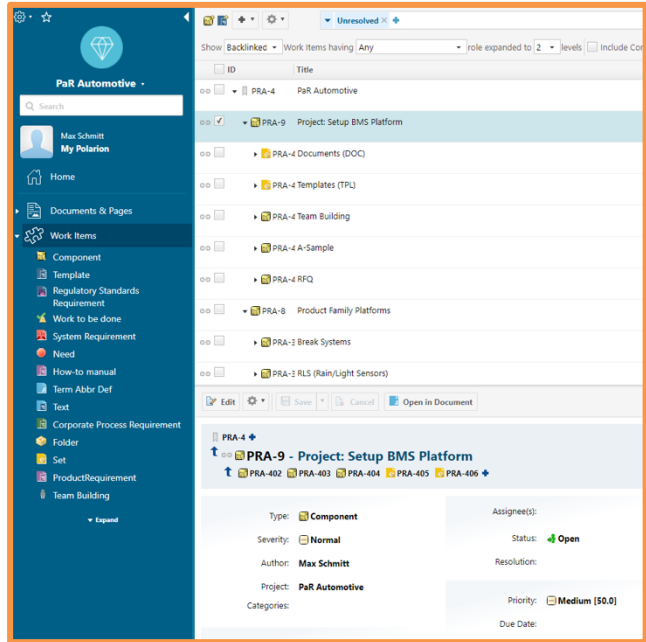 Unresolved
Show Backlinked Work Items having Any role expanded to 2 levels Include Cor
ID Title
PRA-4 PaR Automotive
PRA-9 Project: Setup BMS Platform
PRA-4 Documents (DOC)
PRA-4 Templates (TPL)
PRA-4 Team Building
PRA-4 A-Sample
PRA-4 RFQ
PRA-8 Product Family Platforms
PRA-3 Break Systems
PRA-3 RLS (Rain/Light Sensors)
PaR Automotive
Search
Max Schmitt
My Polarion
Home
Documents & Pages
Work Items
Component
Template
Regulatory Standards
Requirement
Work to be done
System Requirement
Need
How-to manual
Term Abbr Def
Text
Corporate Process Requirement
Folder
Set
ProductRequirement
Team Building
Expand
Edit Save Cancel Open in Document
PRA-4
PRA-9 - Project: Setup BMS Platform
PRA-402 PRA-403 PRA-404 PRA-405 PRA-406
Type: Component
Severity: Normal
Author: Max Schmitt
Project: PaR Automotive
Categories:
Assignee(s):
Status: Open
Resolution:
Priority: Medium [50.0]
Due Date: